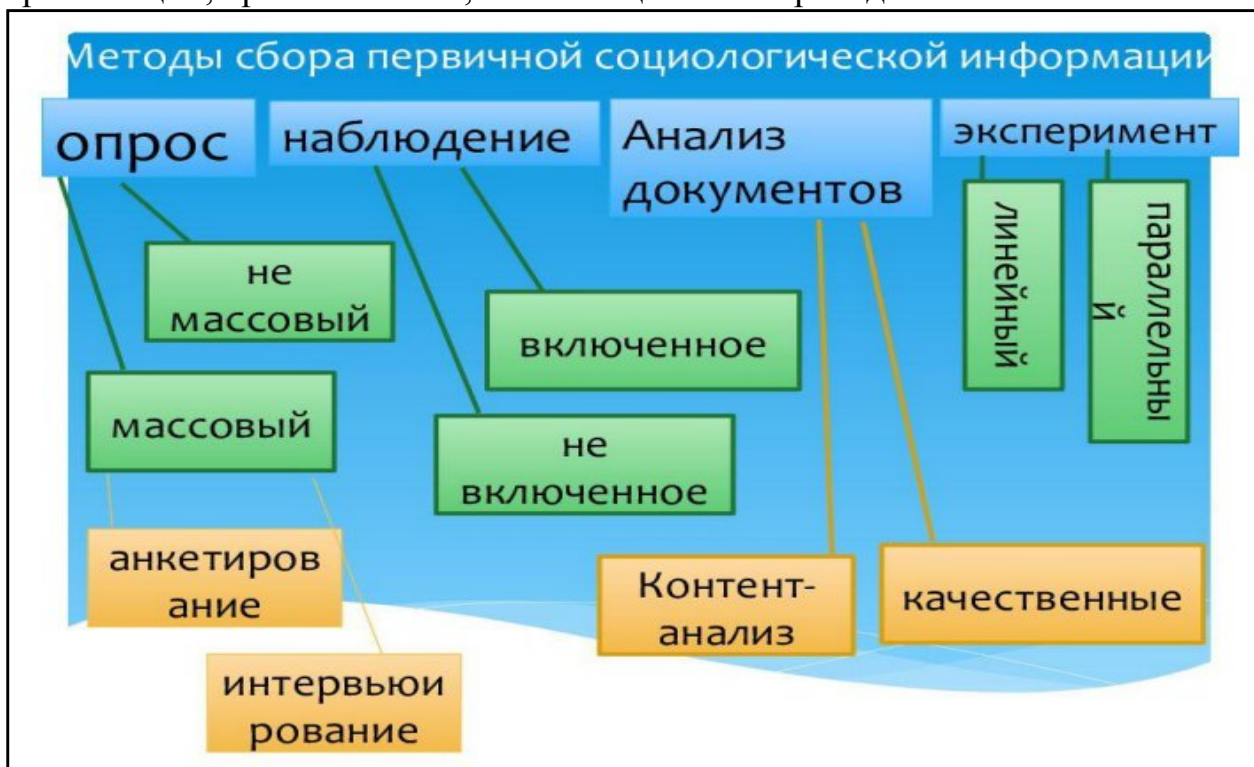 Методы сбора первичной социологической информации
опрос
наблюдение
Анализ
документов
эксперимент
линейный
параллельны
й
не
массовый
включенное
массовый
не
включенное
анкетиров
ание
Контент-
анализ
качественные
интервьюи
рование